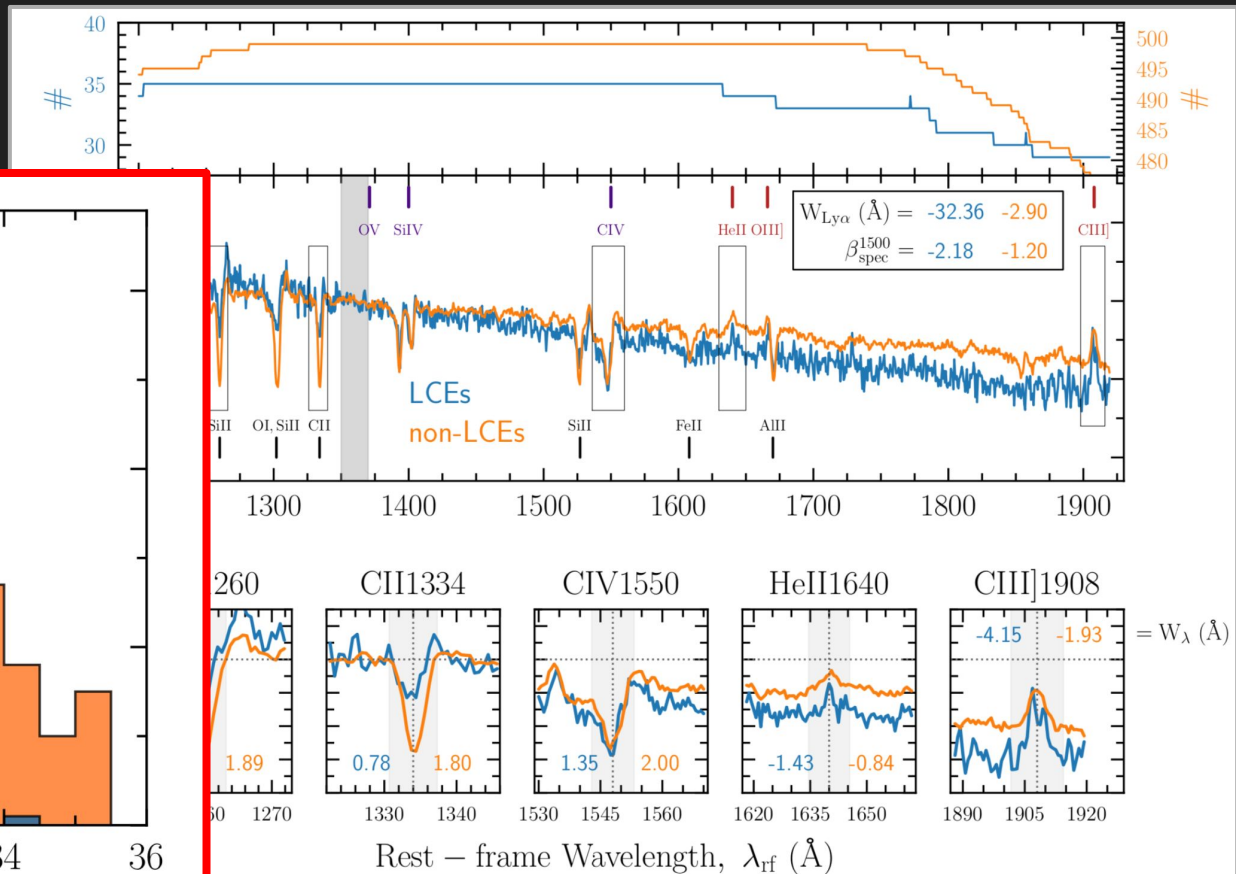 40
35
30
#
500
495
490
485
480
#
OV SiIV CIV HeII OIII] CIII]
W_Lyα (Å) = -32.36 -2.90
β^1500_spec = -2.18 -1.20
LCEs
non-LCEs
SiII OI, SiII CII SiII FeII AlII
1300 1400 1500 1600 1700 1800 1900
260 CII1334 CIV1550 HeII1640 CIII]1908
-4.15 -1.93 = W_λ (Å)
1.89 0.78 1.80 1.35 2.00 -1.43 -0.84
60 1270 1330 1340 1530 1545 1560 1620 1635 1650 1890 1905 1920
Rest – frame Wavelength, λ_rf (Å)
34 36